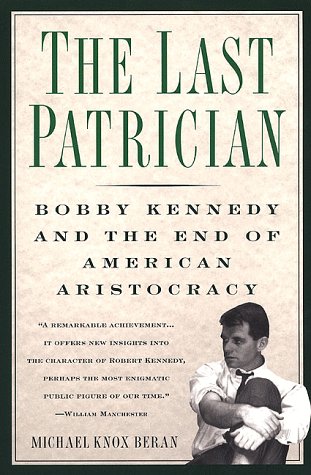 THE LAST
PATRICIAN
BOBBY KENNEDY
AND THE END OF
AMERICAN
ARISTOCRACY
"A REMARKABLE ACHIEVEMENT...
IT OFFERS NEW INSIGHTS INTO
THE CHARACTER OF ROBERT KENNEDY,
PERHAPS THE MOST ENIGMATIC
PUBLIC FIGURE OF OUR TIME."
—WILLIAM MANCHESTER
MICHAEL KNOX BERAN